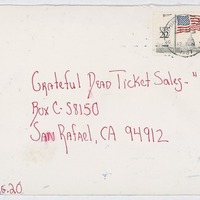 Grateful Dead Ticket Sales-"
Box C-S8150
San Rafael, CA 94912